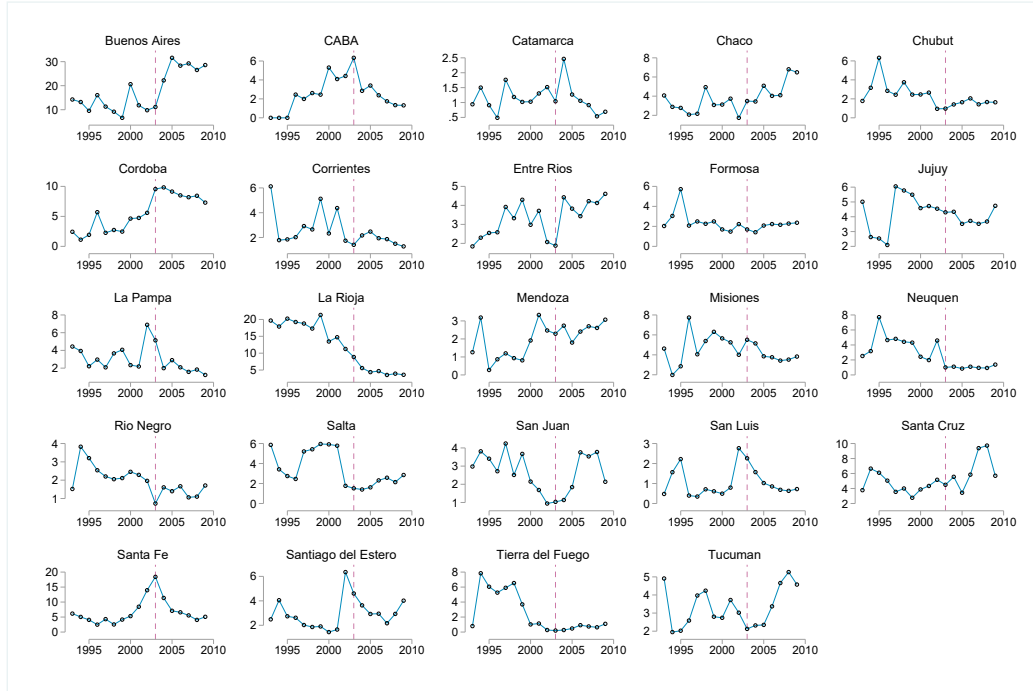 Buenos Aires CABA Catamarca Chaco Chubut
30 20 10 1995 2000 2005 2010
6 4 2 0 1995 2000 2005 2010
2.5 2 1.5 1 .5 1995 2000 2005 2010
8 6 4 2 1995 2000 2005 2010
6 4 2 0 1995 2000 2005 2010
Cordoba Corrientes Entre Rios Formosa Jujuy
10 5 0 1995 2000 2005 2010
6 4 2 1995 2000 2005 2010
5 4 3 2 1995 2000 2005 2010
6 4 2 0 1995 2000 2005 2010
6 5 4 3 2 1995 2000 2005 2010
La Pampa La Rioja Mendoza Misiones Neuquen
8 6 4 2 1995 2000 2005 2010
20 15 10 5 1995 2000 2005 2010
3 2 1 0 1995 2000 2005 2010
8 6 4 2 1995 2000 2005 2010
8 6 4 2 0 1995 2000 2005 2010
Rio Negro Salta San Juan San Luis Santa Cruz
4 3 2 1 1995 2000 2005 2010
6 4 2 0 1995 2000 2005 2010
4 3 2 1 1995 2000 2005 2010
3 2 1 0 1995 2000 2005 2010
10 8 6 4 2 1995 2000 2005 2010
Santa Fe Santiago del Estero Tierra del Fuego Tucuman
20 15 10 5 0 1995 2000 2005 2010
6 4 2 1995 2000 2005 2010
8 6 4 2 0 1995 2000 2005 2010
5 4 3 2 1995 2000 2005 2010